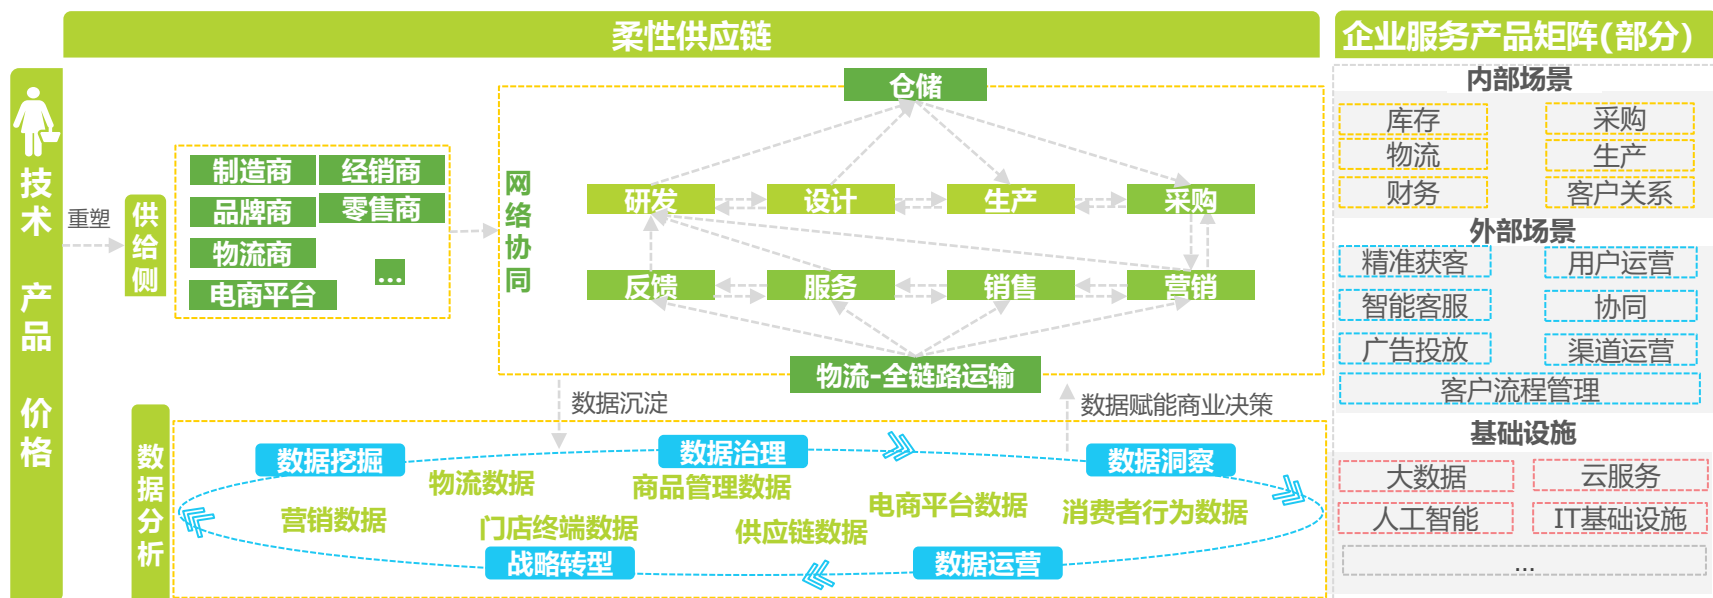 柔性供应链
企业服务产品矩阵(部分)
技术 产品 价格
重塑
供给侧
制造商
经销商
品牌商
零售商
物流商
...
电商平台
网络协同
仓储
研发
设计
生产
采购
反馈
服务
销售
营销
物流-全链路运输
数据沉淀
数据赋能商业决策
数据分析
数据挖掘
数据治理
数据洞察
物流数据
商品管理数据
电商平台数据
消费者行为数据
营销数据
门店终端数据
供应链数据
战略转型
数据运营
内部场景
库存
采购
物流
生产
财务
客户关系
外部场景
精准获客
用户运营
智能客服
协同
广告投放
渠道运营
客户流程管理
基础设施
大数据
云服务
人工智能
IT基础设施
...